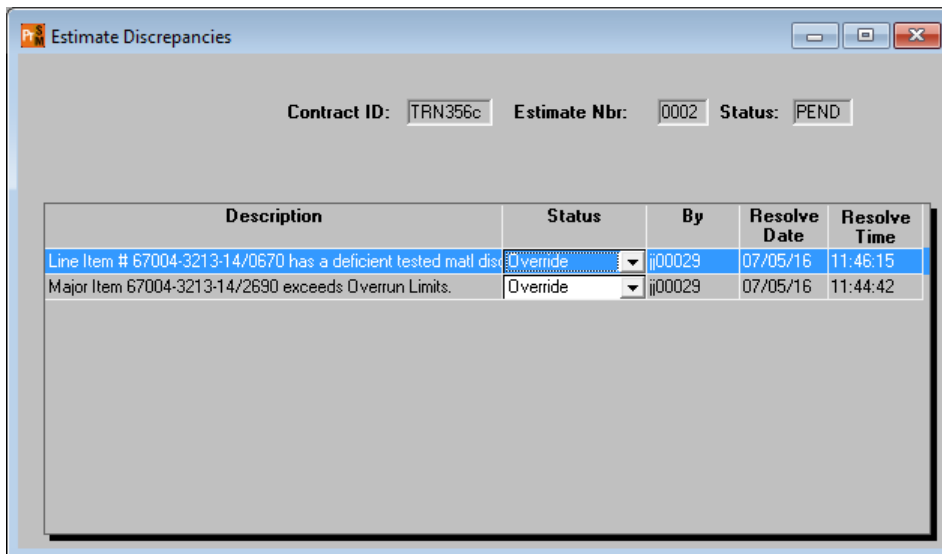 Pr SM Estimate Discrepancies
Contract ID: TRN356c Estimate Nbr: 0002 Status: PEND
Description Status By Resolve Date Resolve Time
Line Item # 67004-3213-14/0670 has a deficient tested matl disc Override jj00029 07/05/16 11:46:15
Major Item 67004-3213-14/2690 exceeds Overrun Limits. Override jj00029 07/05/16 11:44:42